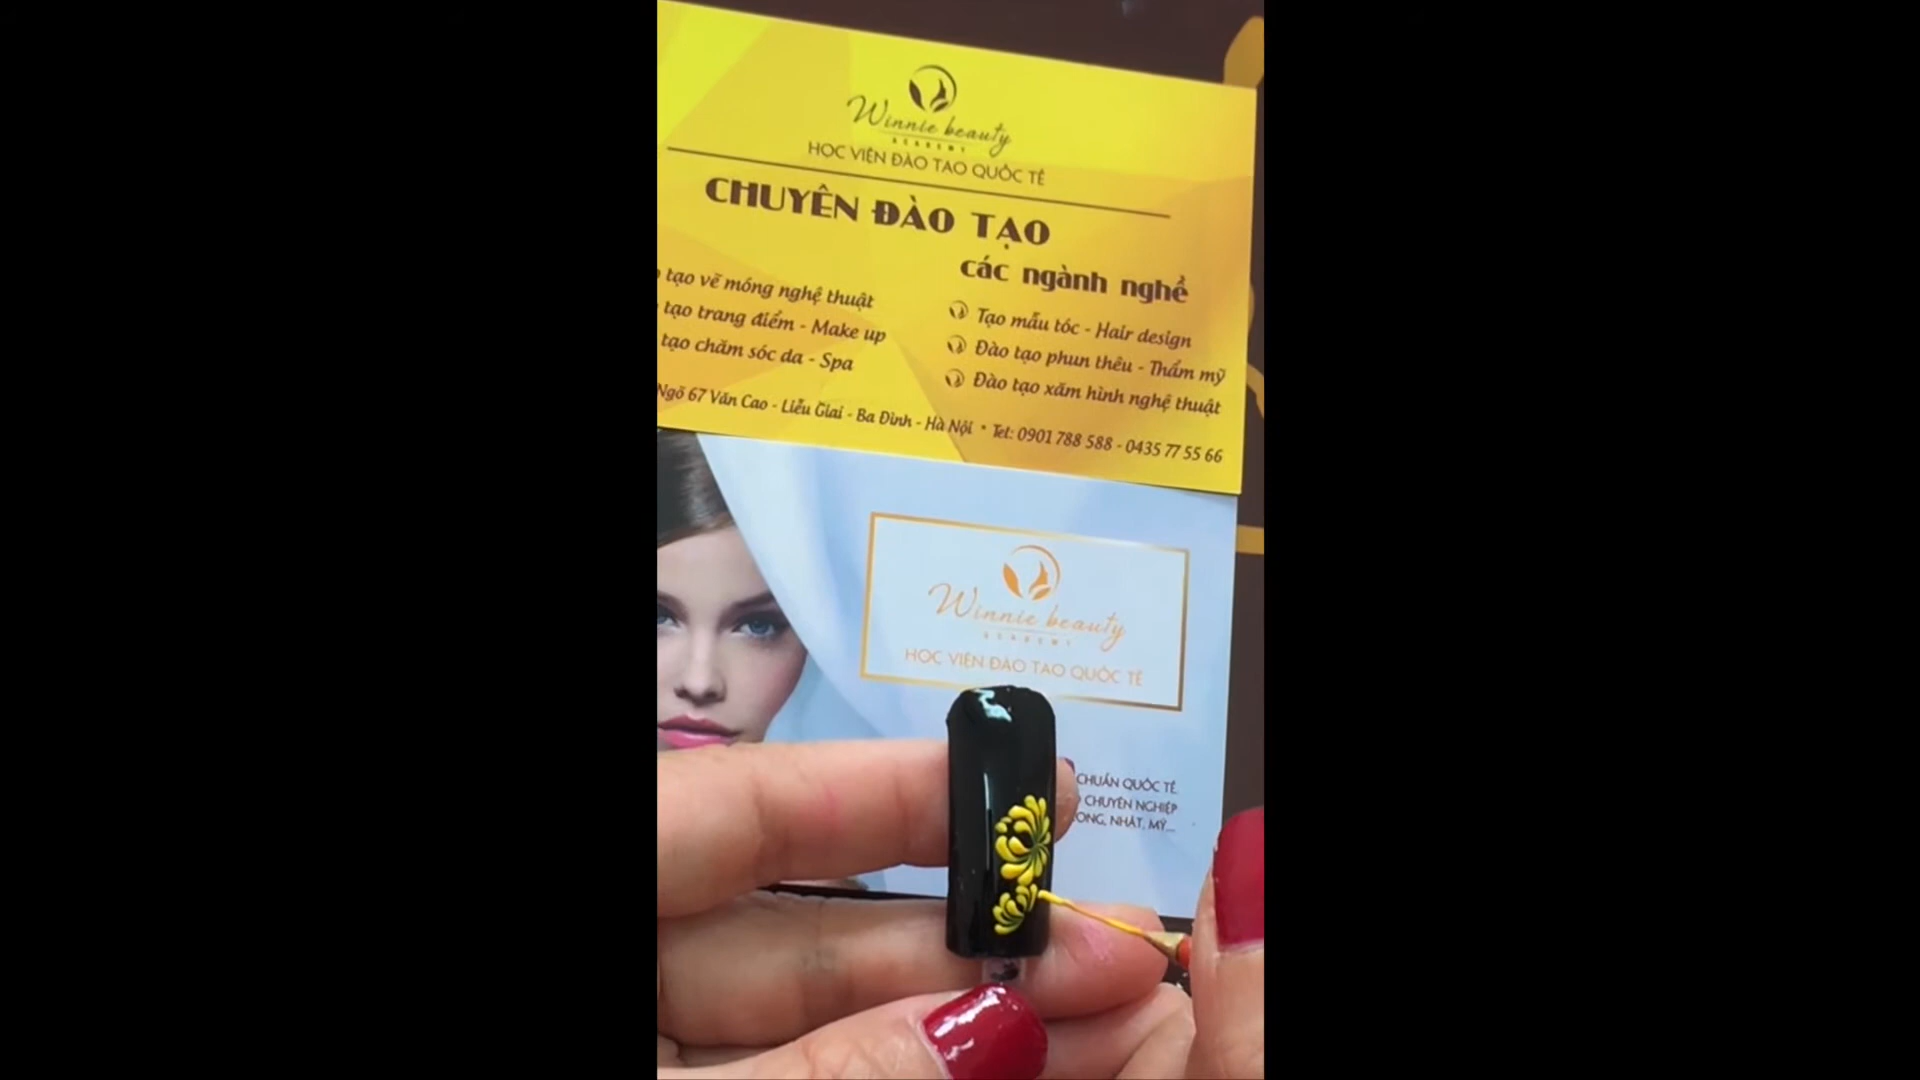 Winnie beauty
ACADEMY
HỌC VIỆN ĐÀO TẠO QUỐC TẾ
CHUYÊN ĐÀO TẠO
các ngành nghề
tạo vẽ móng nghệ thuật
tạo trang điểm - Make up
tạo chăm sóc da - Spa
Tạo mẫu tóc - Hair design
Đào tạo phun thêu - Thẩm mỹ
Đào tạo xăm hình nghệ thuật
Ngõ 67 Văn Cao - Liễu Giai - Ba Đình - Hà Nội * Tel: 0901 788 588 - 0435 77 55 66
Winnie beauty
ACADEMY
HỌC VIỆN ĐÀO TẠO QUỐC TẾ
CHUẨN QUỐC TẾ.
CHUYÊN NGHIỆP
NHẬT, MỸ...